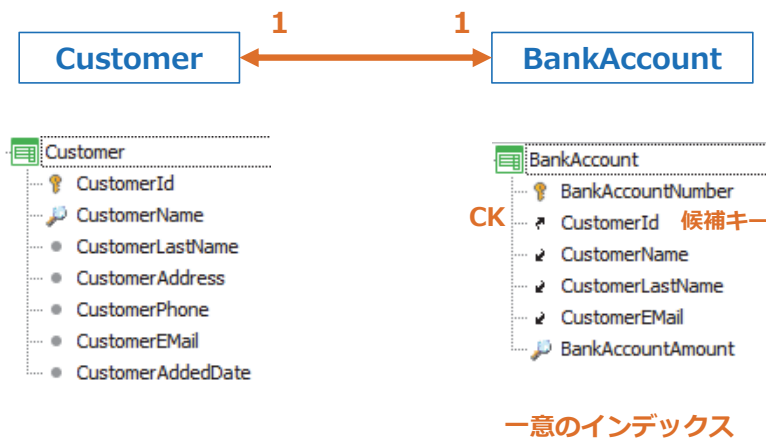 1 1
Customer BankAccount
Customer
CustomerId
CustomerName
CustomerLastName
CustomerAddress
CustomerPhone
CustomerEMail
CustomerAddedDate
BankAccount
BankAccountNumber
CK CustomerId 候補キー
CustomerName
CustomerLastName
CustomerEMail
BankAccountAmount
一意のインデックス